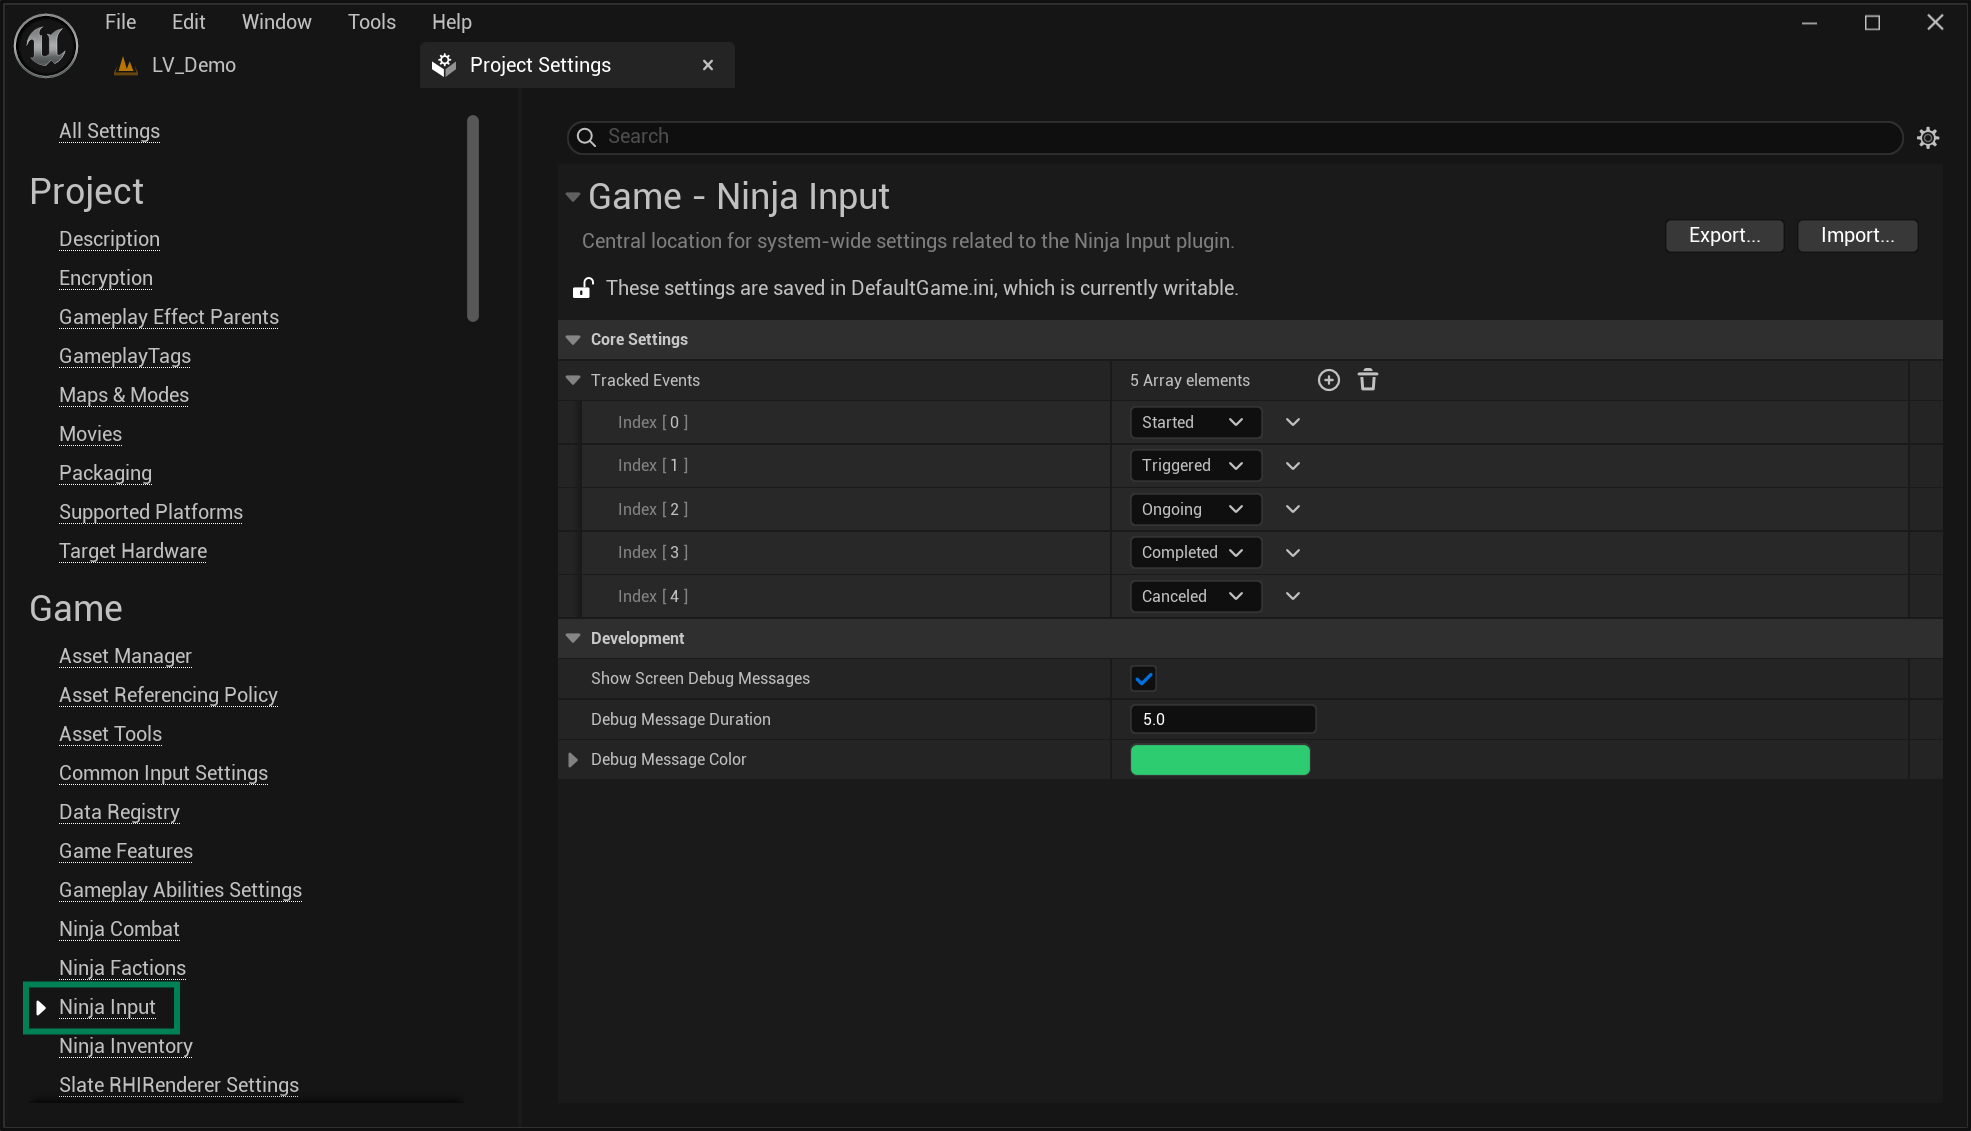 File Edit Window Tools Help
LV_Demo
Project Settings
All Settings
Project
Description
Encryption
Gameplay Effect Parents
GameplayTags
Maps & Modes
Movies
Packaging
Supported Platforms
Target Hardware
Game
Asset Manager
Asset Referencing Policy
Asset Tools
Common Input Settings
Data Registry
Game Features
Gameplay Abilities Settings
Ninja Combat
Ninja Factions
Ninja Input
Ninja Inventory
Slate RHIRenderer Settings
Search
Game - Ninja Input
Central location for system-wide settings related to the Ninja Input plugin.
Export... Import...
These settings are saved in DefaultGame.ini, which is currently writable.
Core Settings
Tracked Events 5 Array elements
Index [ 0 ] Started
Index [ 1 ] Triggered
Index [ 2 ] Ongoing
Index [ 3 ] Completed
Index [ 4 ] Canceled
Development
Show Screen Debug Messages
Debug Message Duration 5.0
Debug Message Color